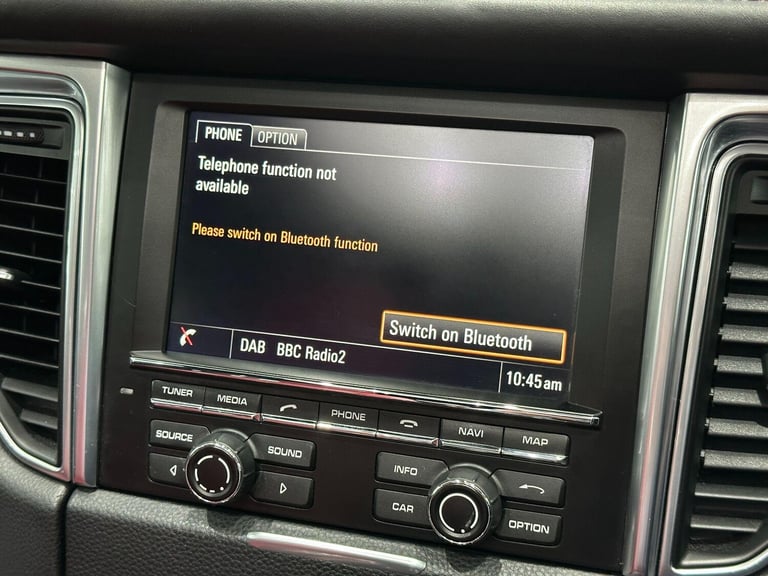 PHONE OPTION
Telephone function not
available
Please switch on Bluetooth function
Switch on Bluetooth
DAB BBC Radio2
10:45am
TUNER MEDIA PHONE NAVI MAP
SOURCE SOUND INFO
CAR OPTION